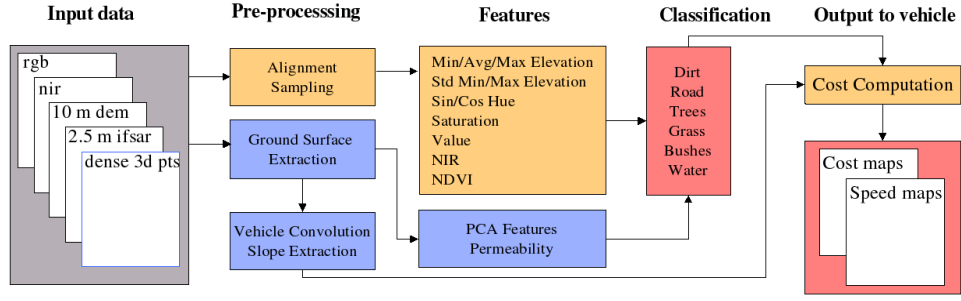 Input data
Pre-processsing
Features
Classification
Output to vehicle
rgb
nir
10 m dem
2.5 m ifsar
dense 3d pts
Alignment
Sampling
Ground Surface
Extraction
Vehicle Convolution
Slope Extraction
Min/Avg/Max Elevation
Std Min/Max Elevation
Sin/Cos Hue
Saturation
Value
NIR
NDVI
PCA Features
Permeability
Dirt
Road
Trees
Grass
Bushes
Water
Cost Computation
Cost maps
Speed maps